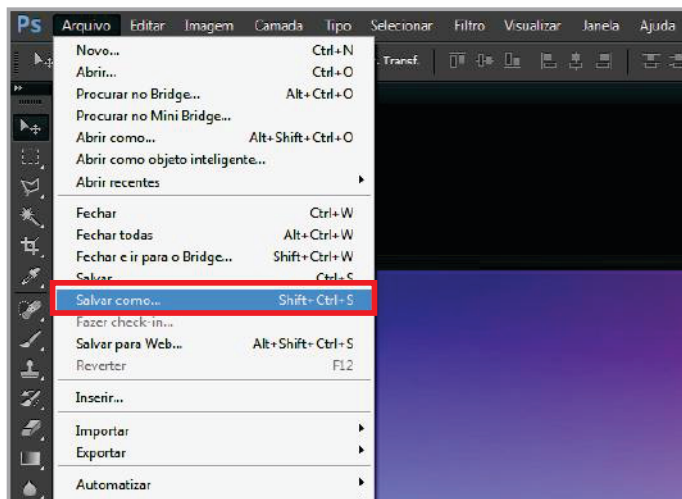 Ps Arquivo Editar Imagem Camada Tipo Selecionar Filtro Visualizar Janela Ajuda
Transf.
Novo... Ctrl+N
Abrir... Ctrl+O
Procurar no Bridge... Alt+Ctrl+O
Procurar no Mini Bridge...
Abrir como... Alt+Shift+Ctrl+O
Abrir como objeto inteligente...
Abrir recentes
Fechar Ctrl+W
Fechar todas Alt+Ctrl+W
Fechar e ir para o Bridge... Shift+Ctrl+W
Salvar Ctrl+S
Salvar como... Shift+Ctrl+S
Fazer check-in...
Salvar para Web... Alt+Shift+Ctrl+S
Reverter F12
Inserir...
Importar
Exportar
Automatizar